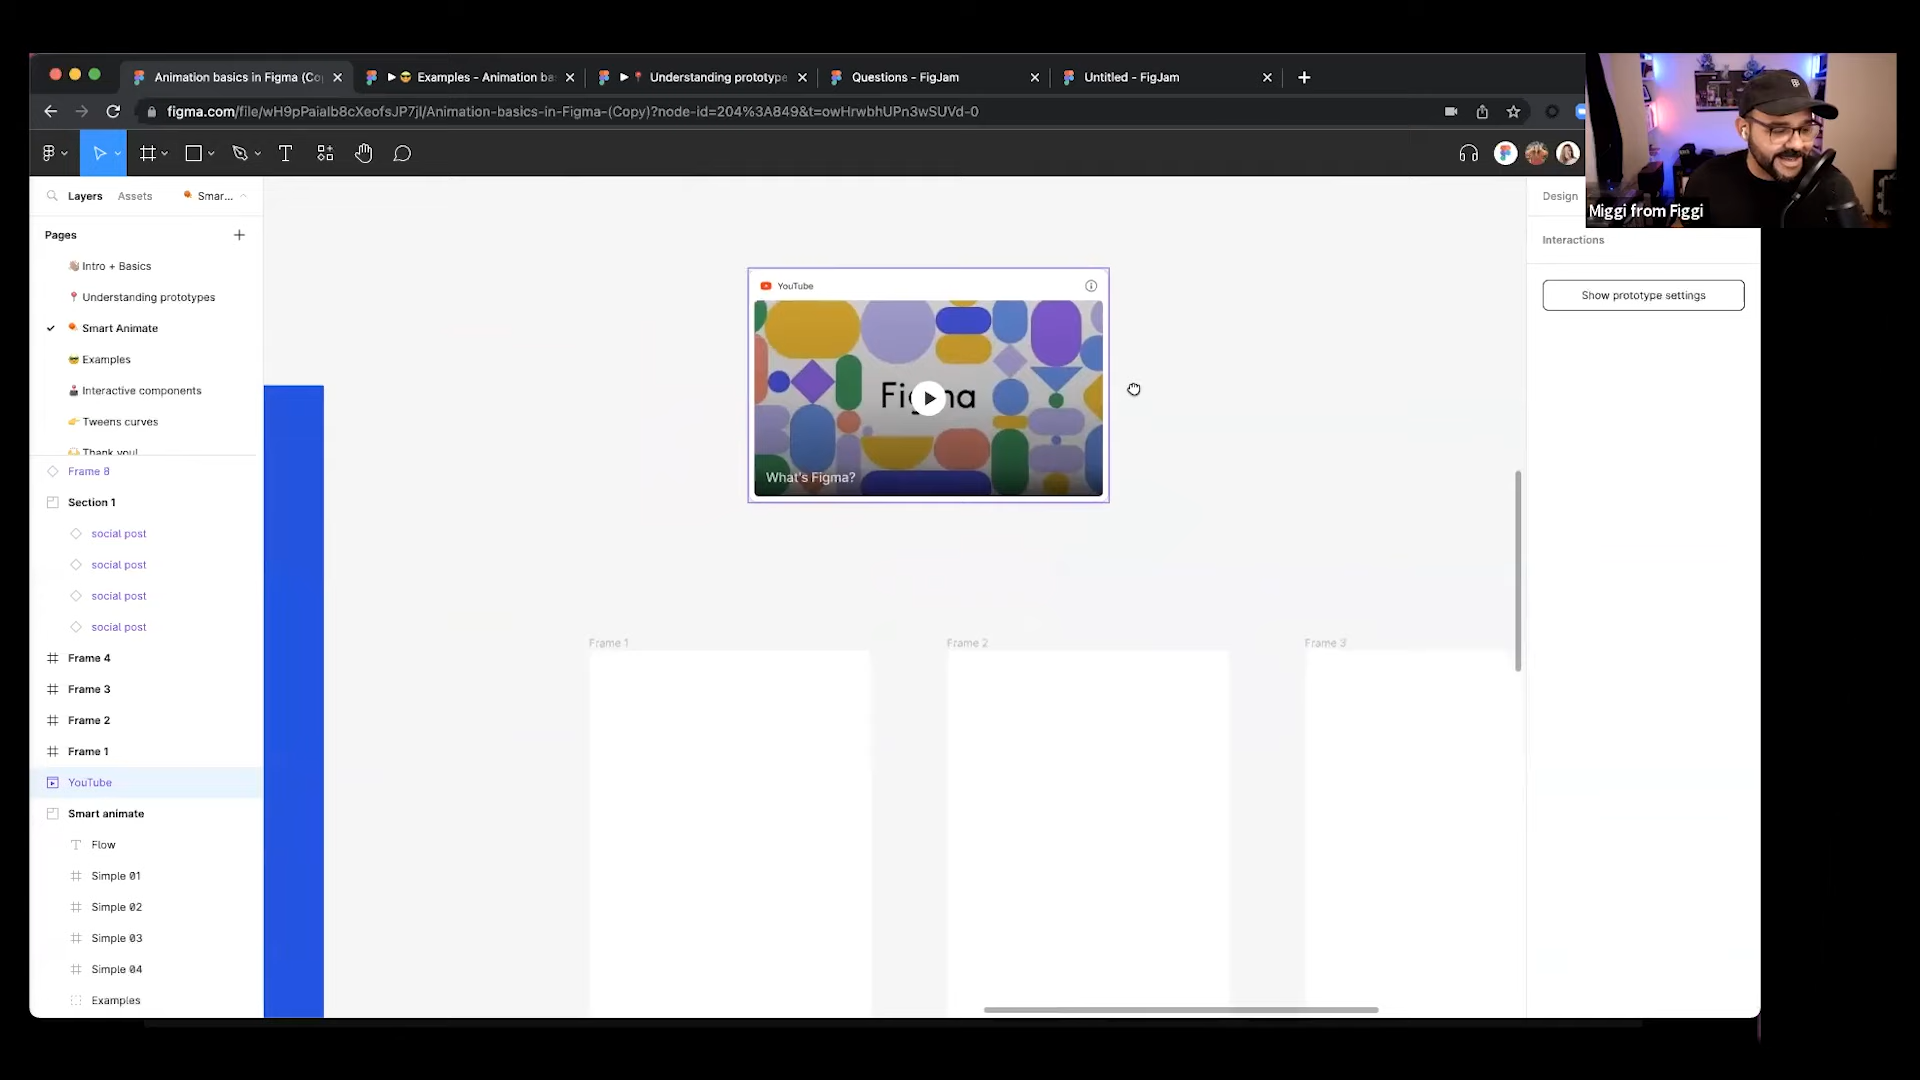 Animation basics in Figma (Co
Examples - Animation ba
Understanding prototype
Questions - FigJam
Untitled - FigJam
figma.com/file/wH9pPaiaIb8cXeofsJP7jl/Animation-basics-in-Figma-(Copy)?node-id=204%3A849&t=owHrwbhUPn3wSUVd-0
Miggi from Figgi
Layers
Assets
Smar...
Design
Pages
Interactions
Intro + Basics
Understanding prototypes
Show prototype settings
Smart Animate
Examples
Interactive components
Tweens curves
Thank you!
Frame 8
Section 1
social post
social post
social post
social post
Frame 4
Frame 3
Frame 2
Frame 1
YouTube
Smart animate
Flow
Simple 01
Simple 02
Simple 03
Simple 04
Examples
YouTube
What's Figma?
Frame 1
Frame 2
Frame 3